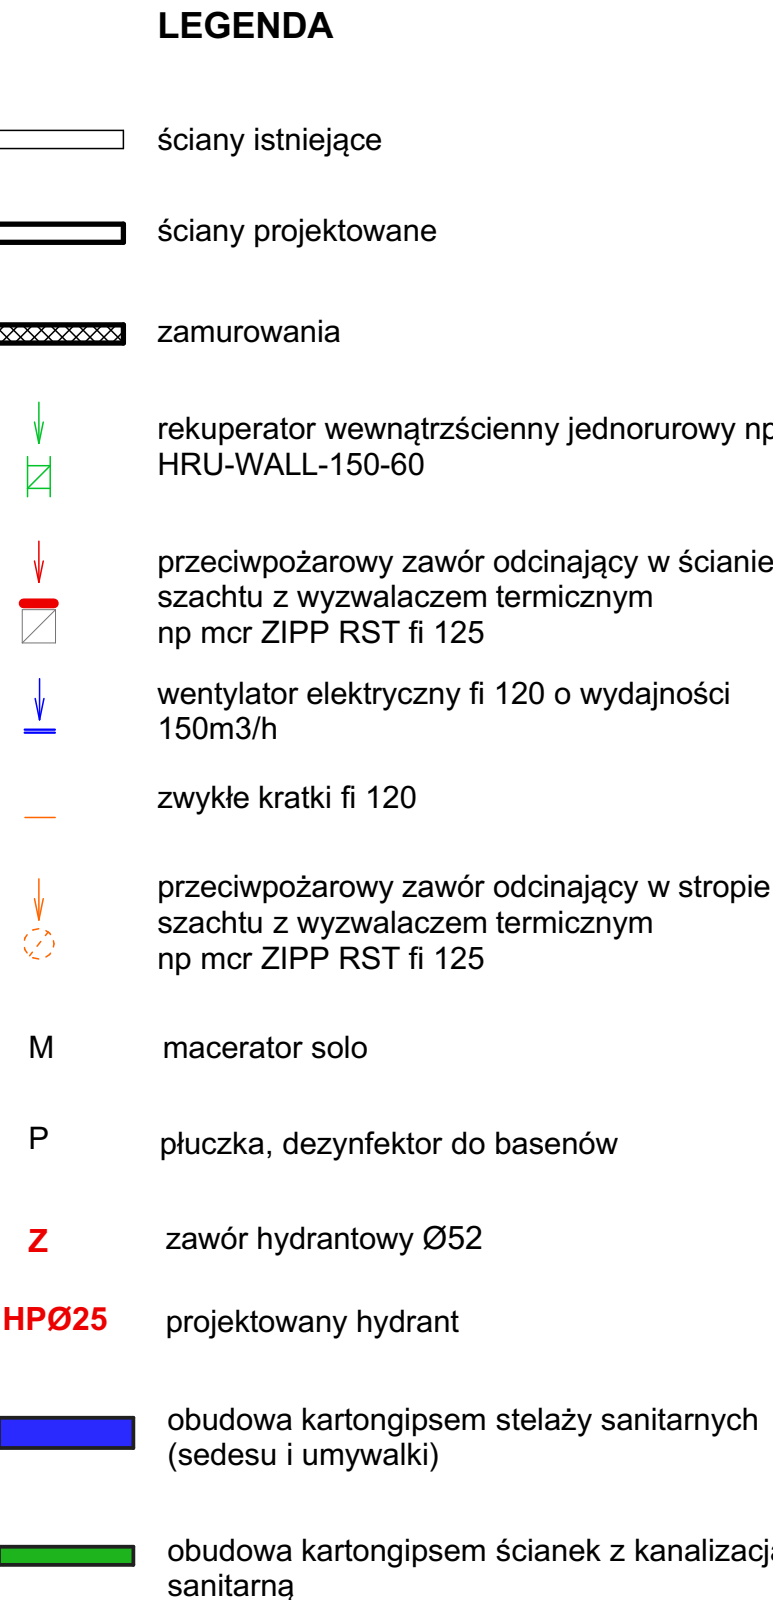 LEGENDA
ściany istniejące
ściany projektowane
zamurowania
rekuperator wewnątrzścienny jednorurowy np
HRU-WALL-150-60
przeciwpożarowy zawór odcinający w ścianie
szachtu z wyzwalaczem termicznym
np mcr ZIPP RST fi 125
wentylator elektryczny fi 120 o wydajności
150m3/h
zwykłe kratki fi 120
przeciwpożarowy zawór odcinający w stropie
szachtu z wyzwalaczem termicznym
np mcr ZIPP RST fi 125
M macerator solo
P płuczka, dezynfektor do basenów
Z zawór hydrantowy Ø52
HPØ25 projektowany hydrant
obudowa kartongipsem stelaży sanitarnych
(sedesu i umywalki)
obudowa kartongipsem ścianek z kanalizacją
sanitarną